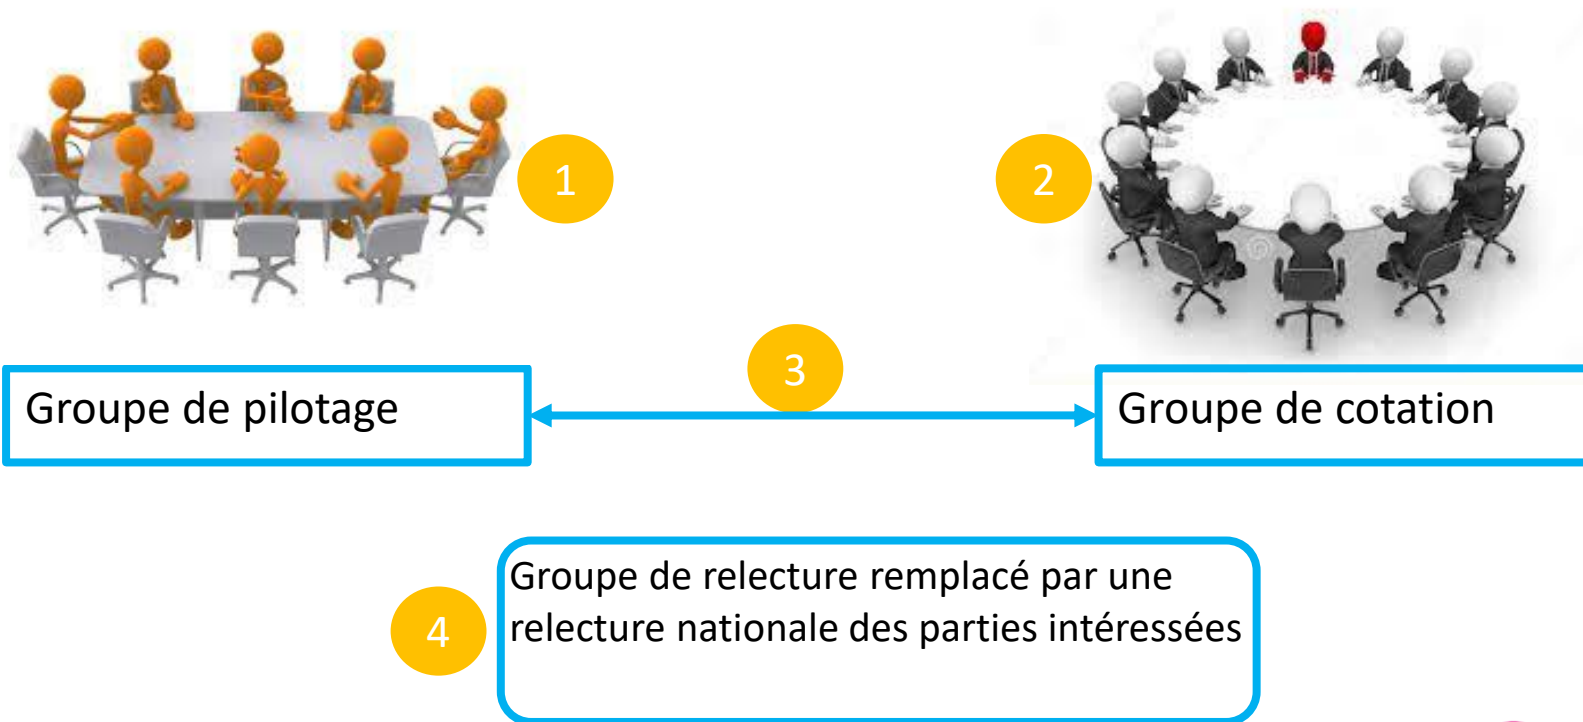 1
2
3
Groupe de pilotage
Groupe de cotation
Groupe de relecture remplacé par une
4
relecture nationale des parties intéressées